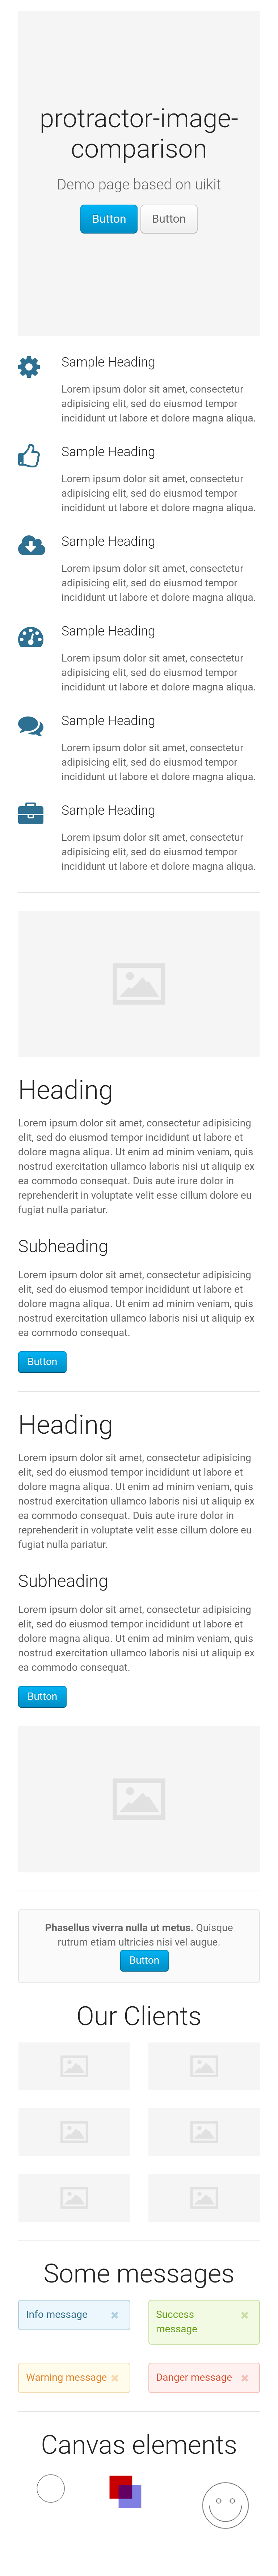 protractor-image-
comparison
Demo page based on uikit
Button Button
Sample Heading
Lorem ipsum dolor sit amet, consectetur
adipisicing elit, sed do eiusmod tempor
incididunt ut labore et dolore magna aliqua.
Sample Heading
Lorem ipsum dolor sit amet, consectetur
adipisicing elit, sed do eiusmod tempor
incididunt ut labore et dolore magna aliqua.
Sample Heading
Lorem ipsum dolor sit amet, consectetur
adipisicing elit, sed do eiusmod tempor
incididunt ut labore et dolore magna aliqua.
Sample Heading
Lorem ipsum dolor sit amet, consectetur
adipisicing elit, sed do eiusmod tempor
incididunt ut labore et dolore magna aliqua.
Sample Heading
Lorem ipsum dolor sit amet, consectetur
adipisicing elit, sed do eiusmod tempor
incididunt ut labore et dolore magna aliqua.
Sample Heading
Lorem ipsum dolor sit amet, consectetur
adipisicing elit, sed do eiusmod tempor
incididunt ut labore et dolore magna aliqua.
Heading
Lorem ipsum dolor sit amet, consectetur adipisicing
elit, sed do eiusmod tempor incididunt ut labore et
dolore magna aliqua. Ut enim ad minim veniam, quis
nostrud exercitation ullamco laboris nisi ut aliquip ex
ea commodo consequat. Duis aute irure dolor in
reprehenderit in voluptate velit esse cillum dolore eu
fugiat nulla pariatur.
Subheading
Lorem ipsum dolor sit amet, consectetur adipisicing
elit, sed do eiusmod tempor incididunt ut labore et
dolore magna aliqua. Ut enim ad minim veniam, quis
nostrud exercitation ullamco laboris nisi ut aliquip ex
ea commodo consequat.
Button
Heading
Lorem ipsum dolor sit amet, consectetur adipisicing
elit, sed do eiusmod tempor incididunt ut labore et
dolore magna aliqua. Ut enim ad minim veniam, quis
nostrud exercitation ullamco laboris nisi ut aliquip ex
ea commodo consequat. Duis aute irure dolor in
reprehenderit in voluptate velit esse cillum dolore eu
fugiat nulla pariatur.
Subheading
Lorem ipsum dolor sit amet, consectetur adipisicing
elit, sed do eiusmod tempor incididunt ut labore et
dolore magna aliqua. Ut enim ad minim veniam, quis
nostrud exercitation ullamco laboris nisi ut aliquip ex
ea commodo consequat.
Button
Phasellus viverra nulla ut metus. Quisque
rutrum etiam ultricies nisi vel augue.
Button
Our Clients
Some messages
Info message
Success
message
Warning message
Danger message
Canvas elements